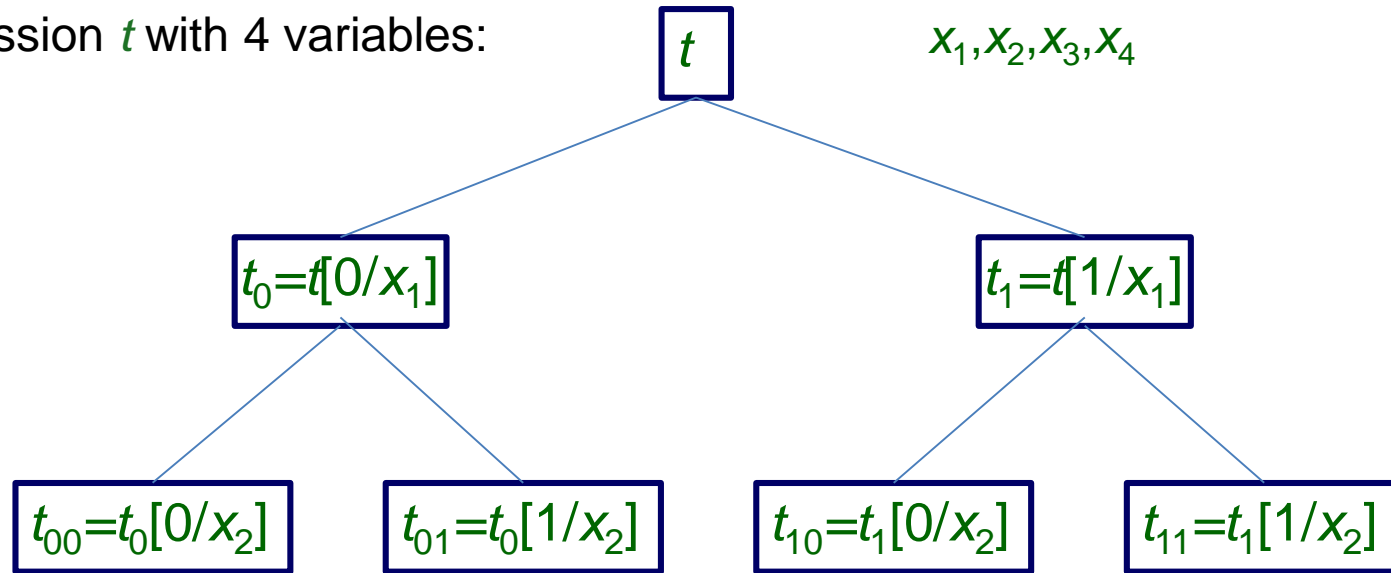 ssion t with 4 variables:
t
x₁,x₂,x₃,x₄
t₀=t[0/x₁]
t₁=t[1/x₁]
t₀₀=t₀[0/x₂]
t₀₁=t₀[1/x₂]
t₁₀=t₁[0/x₂]
t₁₁=t₁[1/x₂]